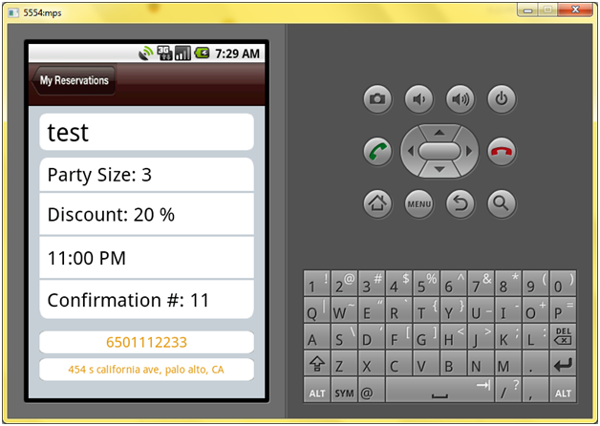 5554:mps
3G
7:29 AM
My Reservations
test
Party Size: 3
Discount: 20 %
11:00 PM
Confirmation #: 11
6501112233
454 s california ave, palo alto, CA
MENU
1 ! 2 @ 3 # 4 $ 5 % 6 ^ 7 & 8 * 9 ( 0 )
Q | W ~ E " R ` T { Y } U _ I - O + P =
A S \ D ' F [ G ] H < J > K ; L : DEL
Z X C V B N M .
ALT SYM @ / ? , ALT